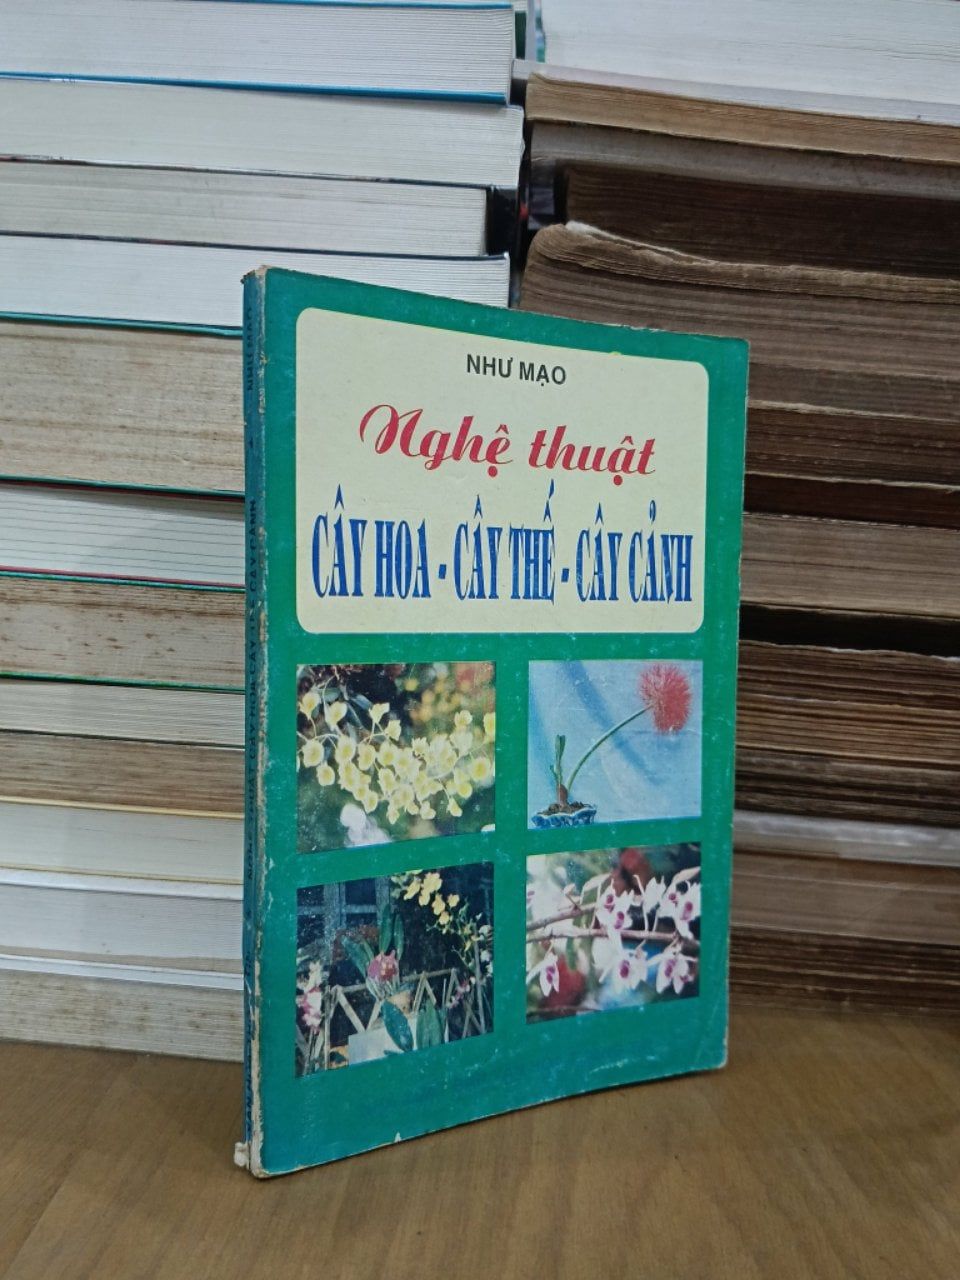 NHƯ MẠO
Nghệ thuật
CÂY HOA - CÂY THẾ - CÂY CẢNH